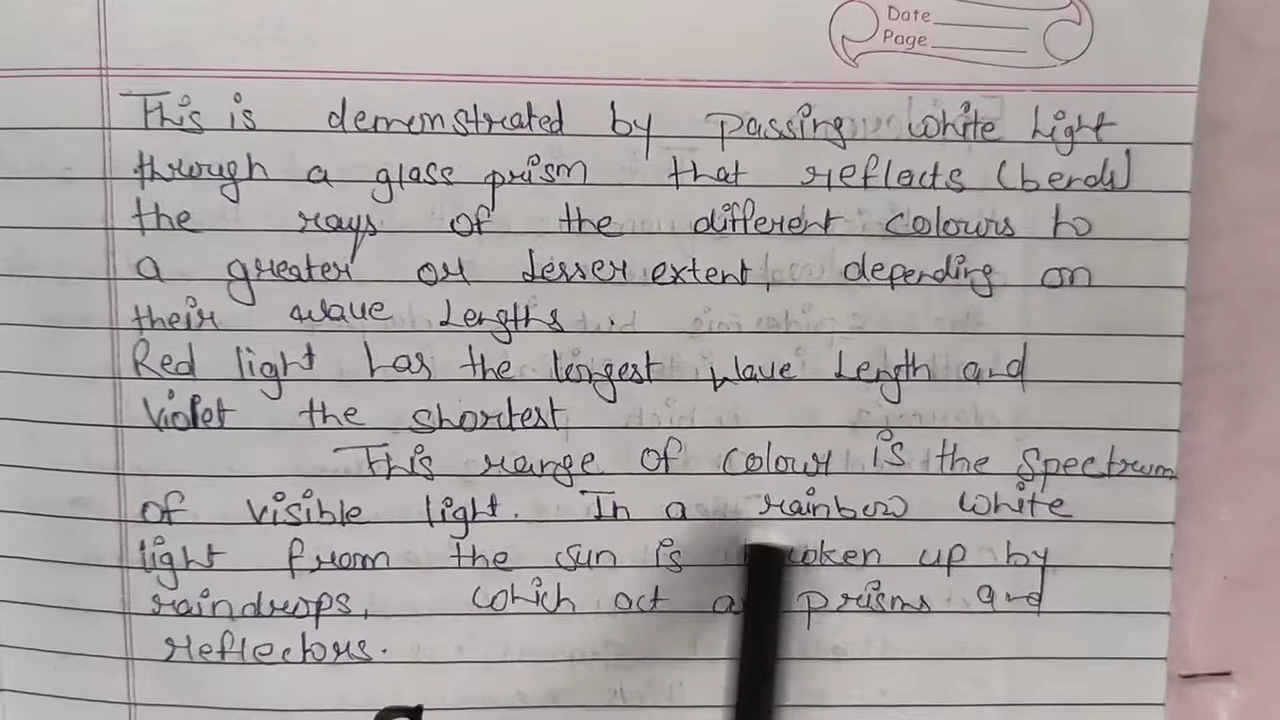 Date
Page
This is demonstrated by passing white light
through a glass prism that reflects (bends)
the rays of the different colours to
a greater or lesser extent, depending on
their wave lengths.
Red light has the longest wave length and
violet the shortest
This range of colour is the spectrum
of visible light. In a rainbow white
light from the sun is up by
raindrops, which act prisms and
reflectors.